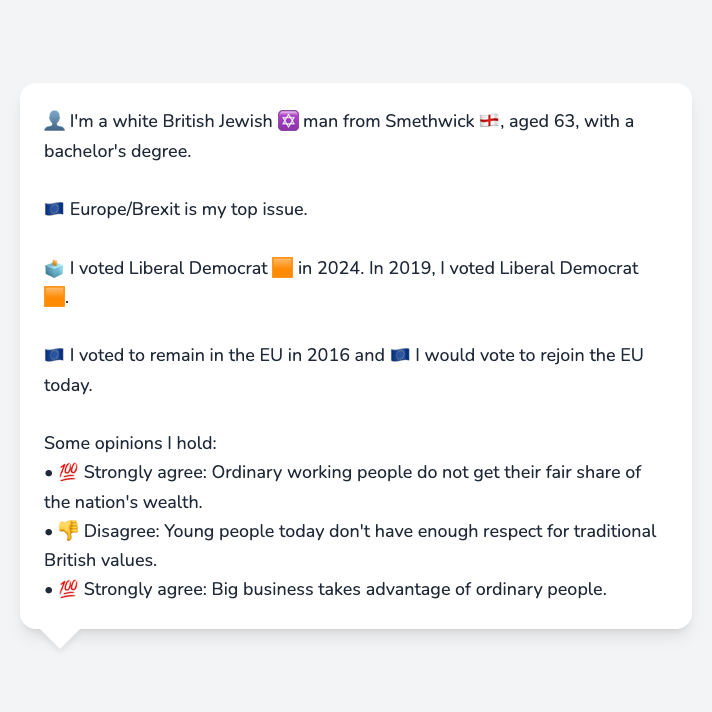 👤 I'm a white British Jewish ✡️ man from Smethwick 🏴󠁧󠁢󠁥󠁮󠁧󠁿, aged 63, with a
bachelor's degree.
🇪🇺 Europe/Brexit is my top issue.
🗳️ I voted Liberal Democrat 🟧 in 2024. In 2019, I voted Liberal Democrat
🟧.
🇪🇺 I voted to remain in the EU in 2016 and 🇪🇺 I would vote to rejoin the EU
today.
Some opinions I hold:
• 💯 Strongly agree: Ordinary working people do not get their fair share of
the nation's wealth.
• 👎 Disagree: Young people today don't have enough respect for traditional
British values.
• 💯 Strongly agree: Big business takes advantage of ordinary people.